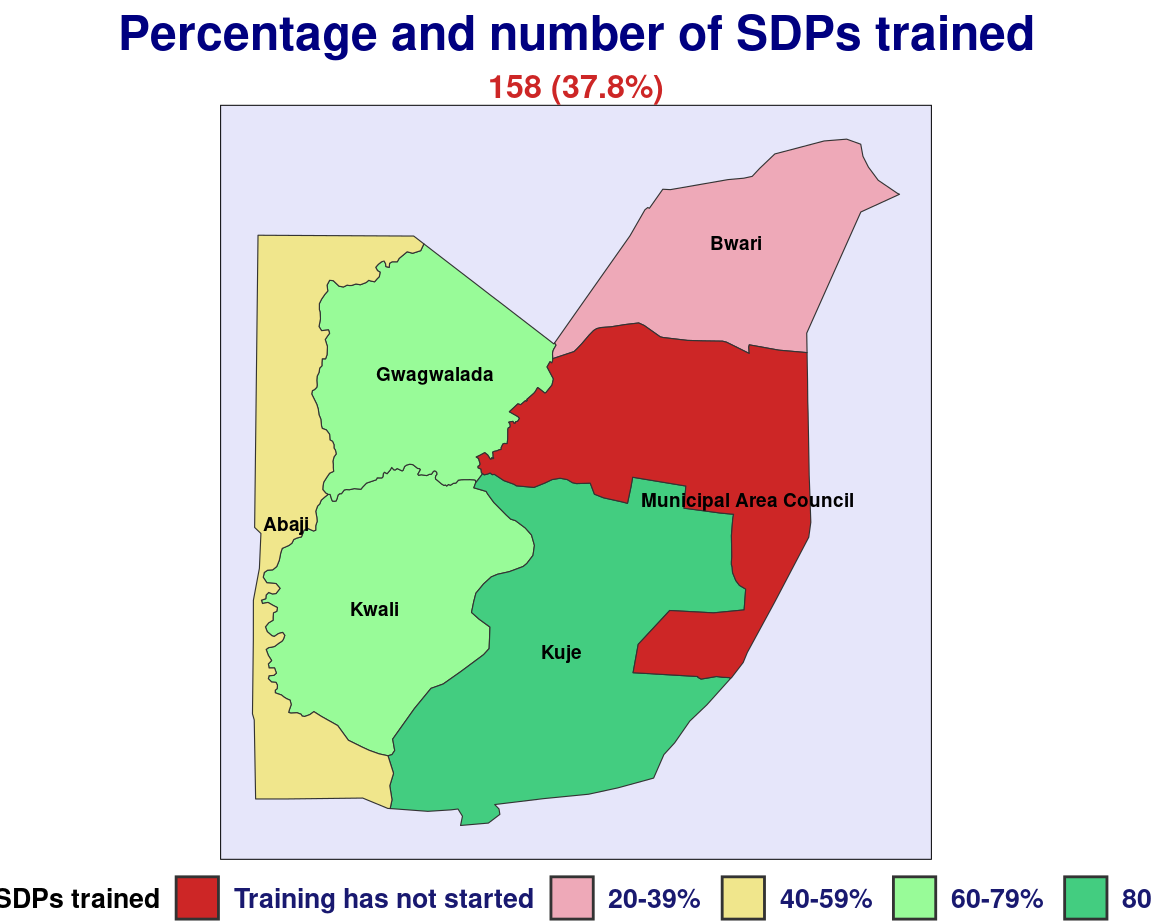 Percentage and number of SDPs trained
158 (37.8%)
Bwari
Gwagwalada
Municipal Area Council
Abaji
Kwali
Kuje
SDPs trained Training has not started 20-39% 40-59% 60-79% 80